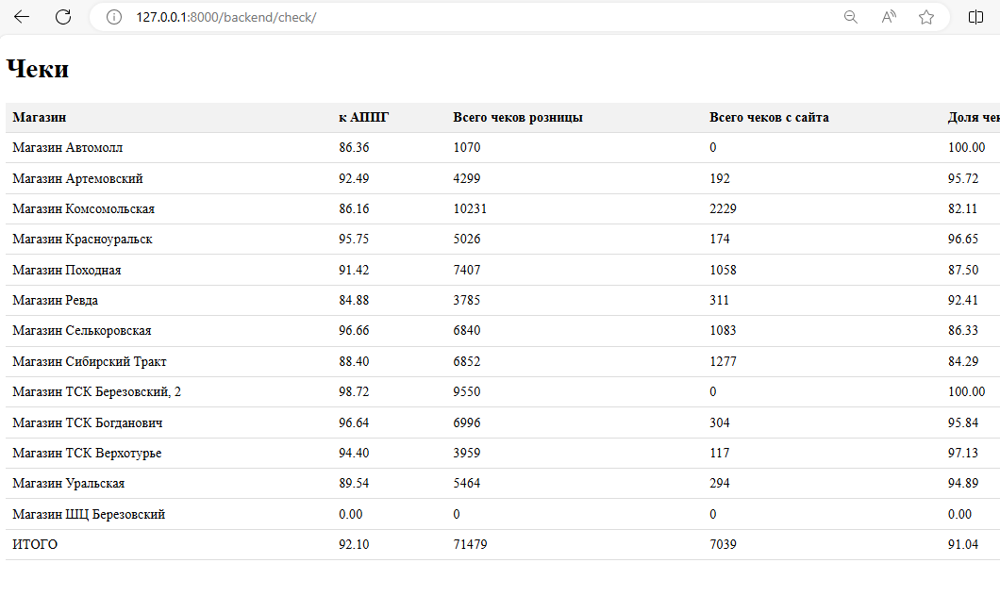 127.0.0.1:8000/backend/check/
Чеки
Магазин к АППГ Всего чеков розницы Всего чеков с сайта Доля
Магазин Автомолл 86.36 1070 0 100.00
Магазин Артемовский 92.49 4299 192 95.72
Магазин Комсомольская 86.16 10231 2229 82.11
Магазин Красноуральск 95.75 5026 174 96.65
Магазин Походная 91.42 7407 1058 87.50
Магазин Ревда 84.88 3785 311 92.41
Магазин Селькоровская 96.66 6840 1083 86.33
Магазин Сибирский Тракт 88.40 6852 1277 84.29
Магазин ТСК Березовский, 2 98.72 9550 0 100.00
Магазин ТСК Богданович 96.64 6996 304 95.84
Магазин ТСК Верхотурье 94.40 3959 117 97.13
Магазин Уральская 89.54 5464 294 94.89
Магазин ШЦ Березовский 0.00 0 0 0.00
ИТОГО 92.10 71479 7039 91.04